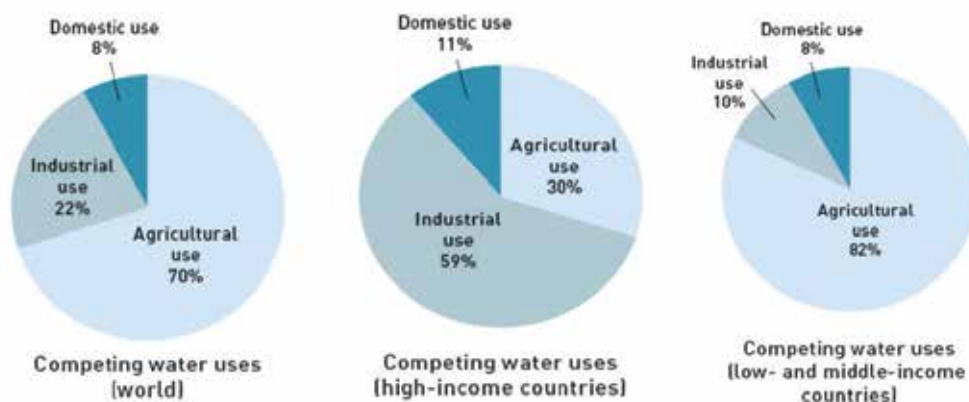 Domestic use
8%
Industrial
use
22%
Agricultural
use
70%
Competing water uses
(world)
Domestic use
11%
Agricultural
use
30%
Industrial
use
59%
Competing water uses
(high-income countries)
Domestic use
8%
Industrial
use
10%
Agricultural
use
82%
Competing water uses
(low- and middle-income
countries)